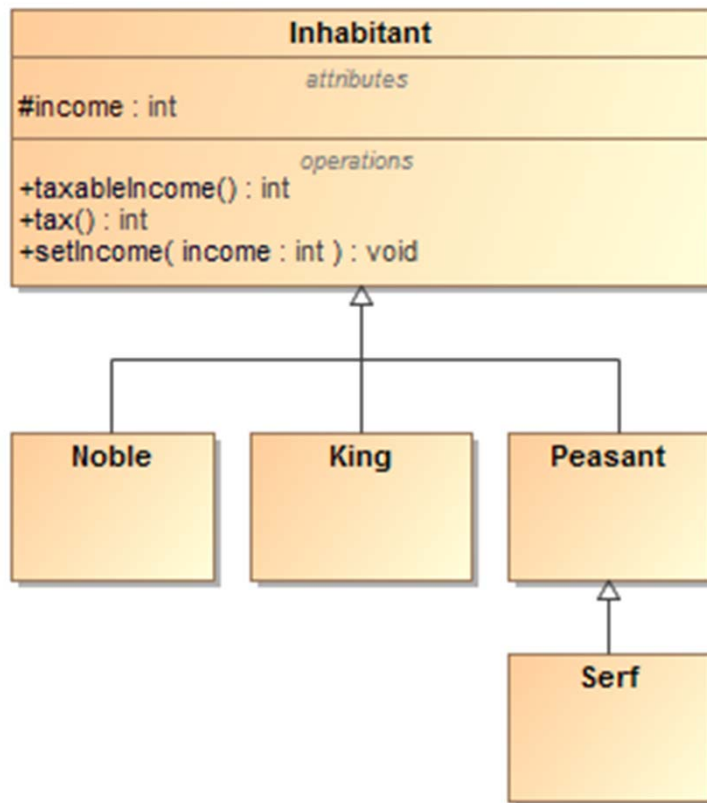 Inhabitant
attributes
#income : int
operations
+taxableIncome() : int
+tax() : int
+setIncome( income : int ) : void
Noble
King
Peasant
Serf